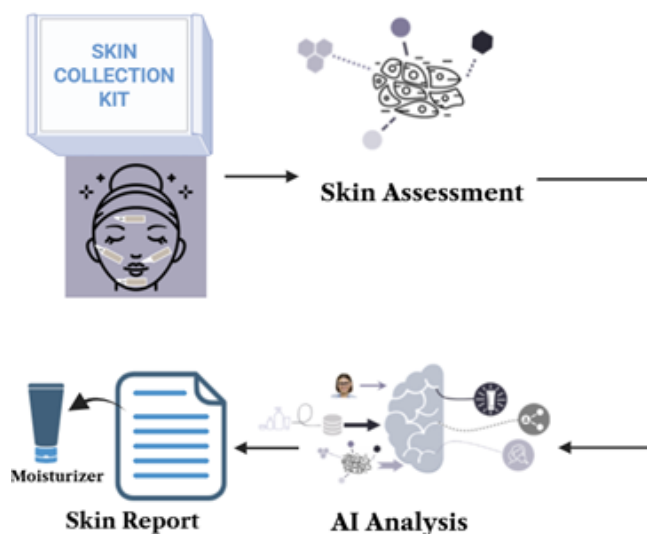 SKIN
COLLECTION
KIT
Skin Assessment
Moisturizer
Skin Report
AI Analysis